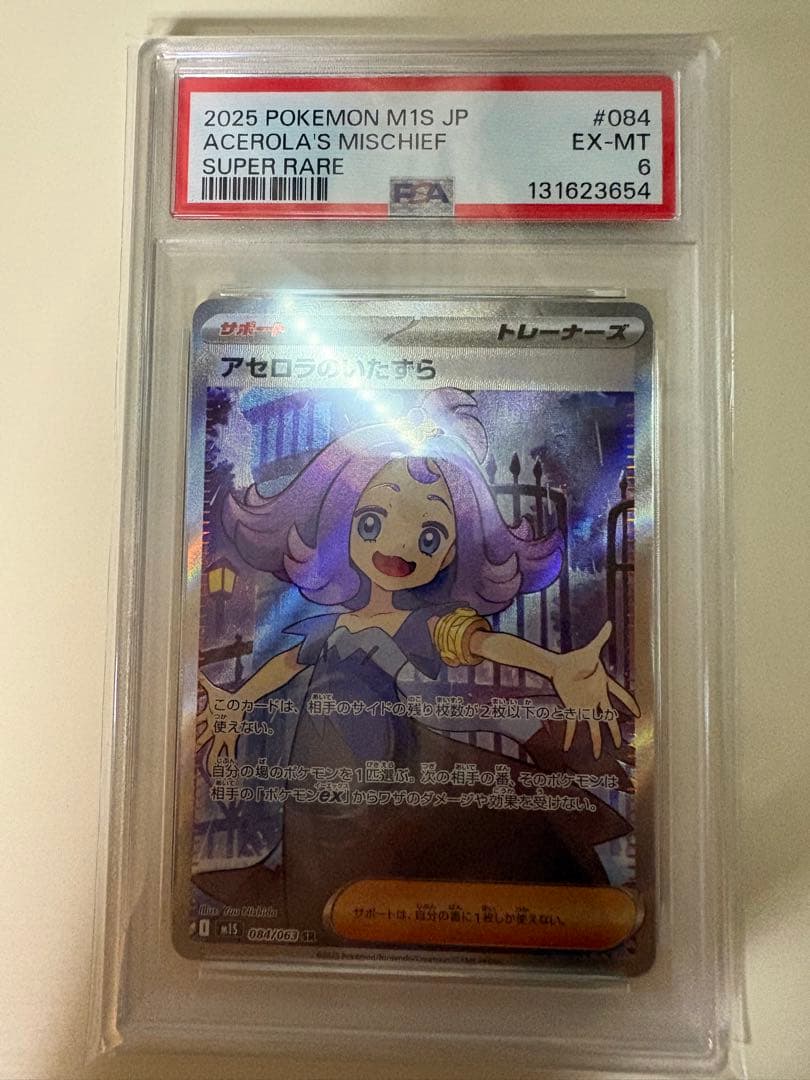 2025 POKEMON M1S JP #084
ACEROLA'S MISCHIEF EX-MT
SUPER RARE 6
PSA 131623654
サポート トレーナーズ
アセロラのいたずら
このカードは、相手のサイドの残り枚数が2枚以下のときにしか
使えない。
自分の場のポケモンを1匹選ぶ。次の相手の番、そのポケモンは
相手の「ポケモンex」からワザのダメージや効果を受けない。
サポートは、自分の番に1枚しか使えない。
Illus. Yuu Nishida
I M1S 084/063 SR